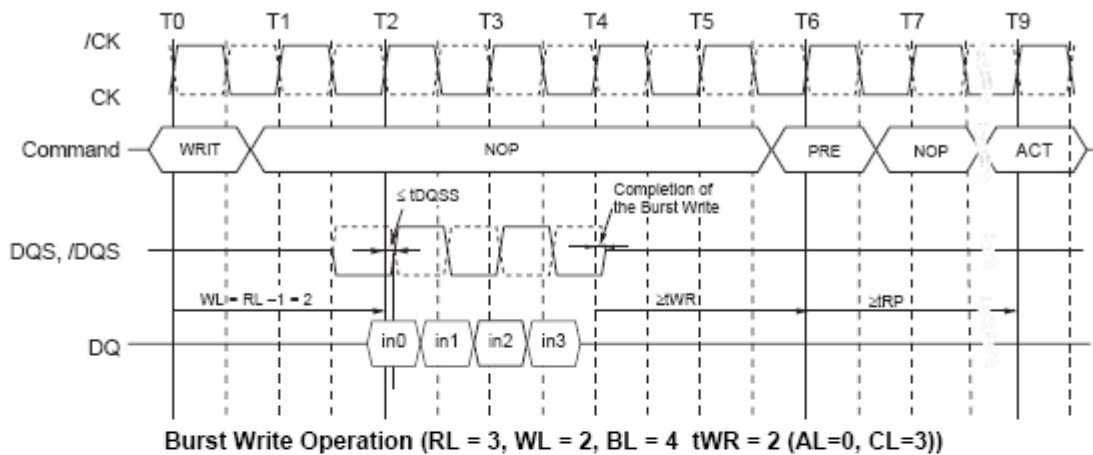 T0 T1 T2 T3 T4 T5 T6 T7 T9
/CK
CK
Command WRIT NOP PRE NOP ACT
≤ tDQSS
Completion of
the Burst Write
DQS, /DQS
WL = RL –1 = 2
≥tWR
≥tRP
DQ in0 in1 in2 in3
Burst Write Operation (RL = 3, WL = 2, BL = 4 tWR = 2 (AL=0, CL=3))